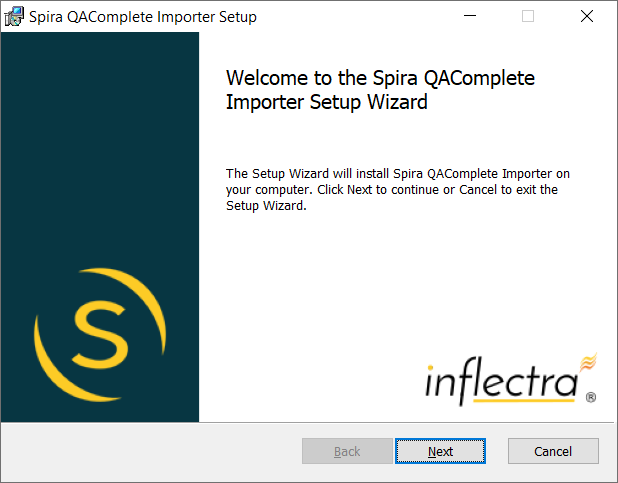 Spira QAComplete Importer Setup
Welcome to the Spira QAComplete
Importer Setup Wizard
The Setup Wizard will install Spira QAComplete Importer on
your computer. Click Next to continue or Cancel to exit the
Setup Wizard.
S
inflectra®
Back
Next
Cancel